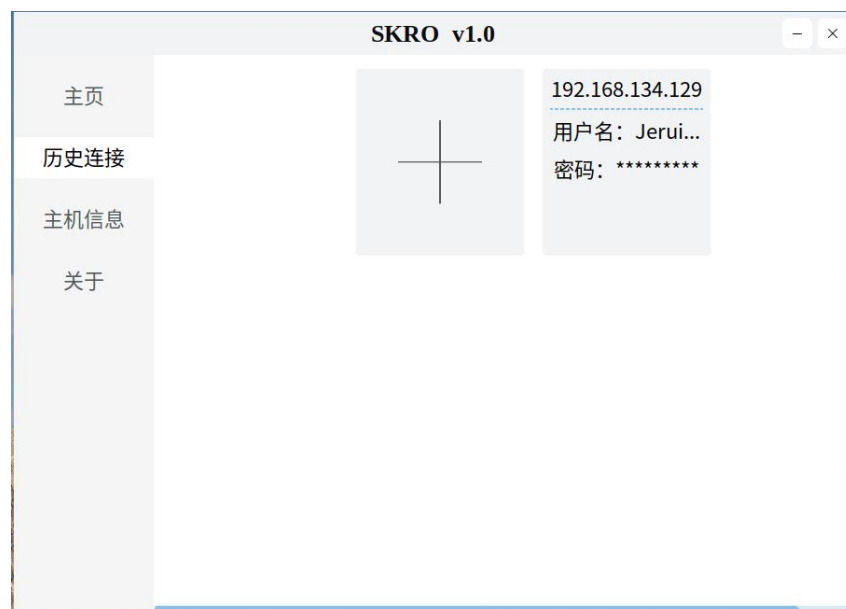 SKRO v1.0
主页
历史连接
主机信息
关于
192.168.134.129
用户名：Jerui...
密码：*********